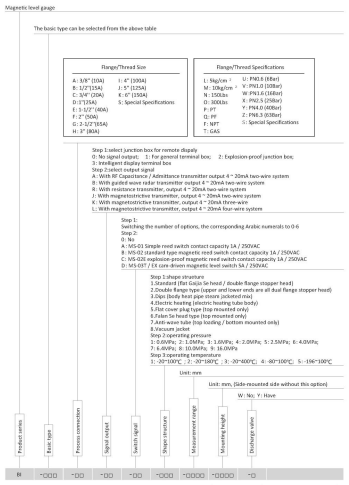 Magnetic level gauge
The basic type can be selected from the above table
Flange/Thread Size
A: 3/8" (10A)
B: 1/2"(15A)
C: 3/4" (20A)
D:1"(25A)
E: 1-1/2" (40A)
F: 2" (50A)
G: 2-1/2"(65A)
H: 3" (80A)
I: 4" (100A)
J: 5" (125A)
K: 6" (150A)
S; Special Specifications
Flange/Thread Specifications
L: 5kg/cm ²
M: 10kg/cm ²
N: 150Lbs
O: 300Lbs
P: PT
Q: PF
F: NPT
T: GAS
U: PN0.6 (6Bar)
V: PN1.0 (10Bar)
W:PN1.6 (16Bar)
X: PN2.5 (25Bar)
Y: PN4.0 (40Bar)
Z: PN6.3 (63Bar)
S: Special Specifications
Step 1:select junction box for remote dispaly
0: No signal output; 1: For general terminal box; 2: Explosion-proof junction box;
3: Intelligent display terminal box
Step 2:select output signal
A: With RF Capacitance / Admittance transmitter output 4 ~ 20mA two-wire system
B: With guided wave radar transmitter output 4 ~ 20mA two-wire system
R: With resistance transmitter, output 4 ~ 20mA two-wire system
J: With magnetostrictive transmitter output 4 ~ 20mA two-wire system
K: With magnetostrictive transmitter, output 4 ~ 20mA three-wire
L: With magnetostrictive transmitter, output 4 ~ 20mA four-wire system
Step 1:
Switching the number of options, the corresponding Arabic numerals to 0-6
Step 2:
0: No
A : MS-01 Simple reed switch contact capacity 1A / 250VAC
B: MS-02 standard type magnetic reed switch contact capacity 1A / 250VAC
C: MS-02E explosion-proof magnetic reed switch contact capacity 1A / 250VAC
D: MS-03T / EX care-driven magnetic level switch 5A / 250VAC
Step 1:shape structure
1.Standard (flat Gaijia Se head / double flange stopper head)
2.Double flange type (upper and lower ends are all dual flange stopper head)
3.Dips (body heat pipe steam jacketed mix)
4.Electric heating (electric heating tube body)
5.Flat cover plug type (top mounted only)
6.Falan Se head type (top mounted only)
7.Anti-wave tube (top loading / bottom mounted only)
8.Vacuum jacket
Step 2:operating pressure
1: 0.6MPa; 2: 1.0MPa; 3: 1.6MPa; 4: 2.0MPa; 5: 2.5MPa; 6: 4.0MPa;
7: 6.4MPa; 8: 10.0MPa; 9: 16.0MPa
Step 3:operating temperature
1: -20~100℃ ; 2: -20~180℃ ; 3: -20~400℃ ; 4: -80~100℃ ; 5: -196~100℃
Unit: mm
Unit: mm, (Side-mounted side without this option)
W: No; Y: Have
Product series
Basic type
Process connection
Signal output
Switch signal
Shape structure
Measurement range
Mounting height
Discharge valve
BI -□□□ -□□ -□□ -□□ -□□□ -□□□□ -□□□□ -□